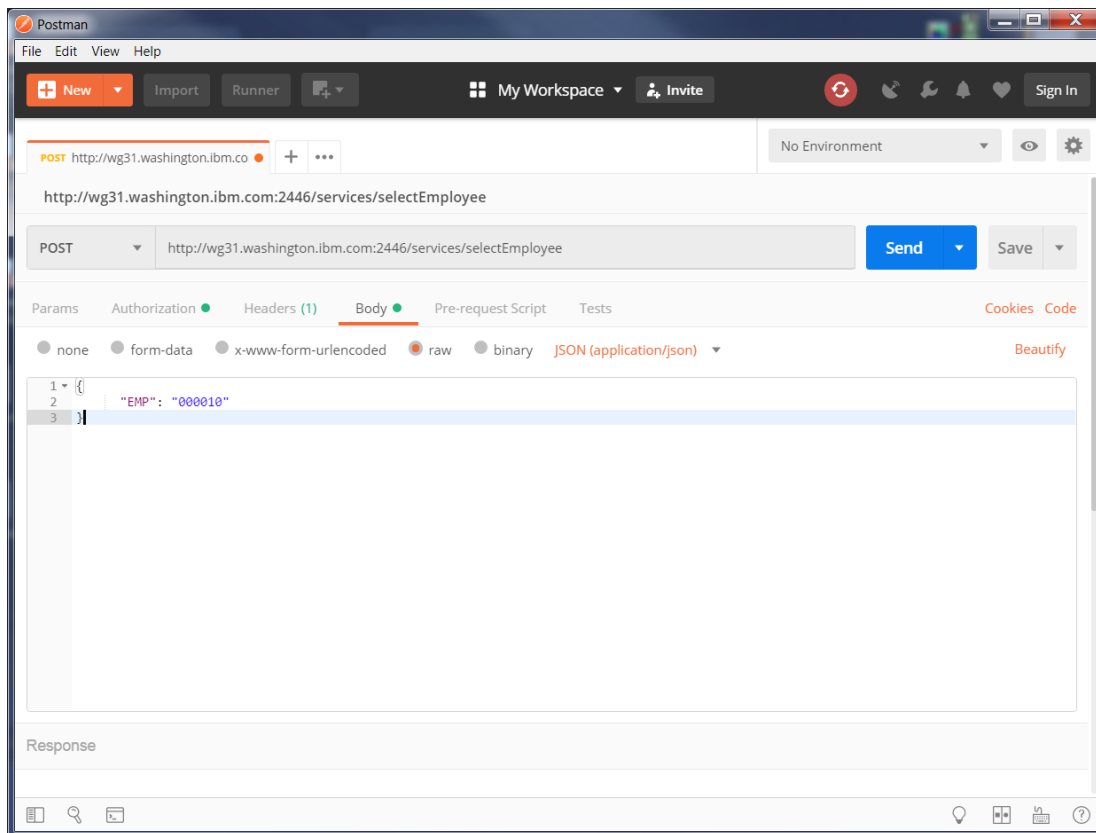 Postman
File Edit View Help
New Import Runner My Workspace Invite Sign In
POST http://wg31.washington.ibm.co No Environment
http://wg31.washington.ibm.com:2446/services/selectEmployee
POST http://wg31.washington.ibm.com:2446/services/selectEmployee Send Save
Params Authorization Headers (1) Body Pre-request Script Tests Cookies Code
none form-data x-www-form-urlencoded raw binary JSON (application/json) Beautify
1 {
2 "EMP": "000010"
3 }
Response